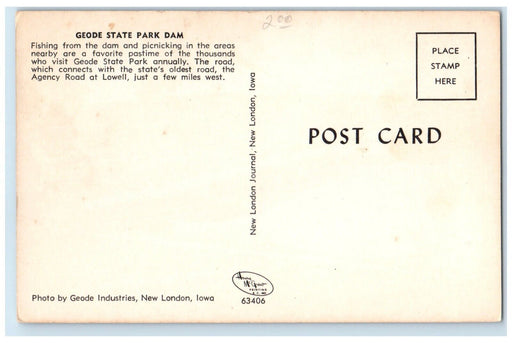 2.00
GEODE STATE PARK DAM
Fishing from the dam and picnicking in the areas
nearby are a favorite pastime of the thousands
who visit Geode State Park annually. The road,
which connects with the state's oldest road, the
Agency Road at Lowell, just a few miles west.
PLACE
STAMP
HERE
POST CARD
New London Journal, New London, Iowa
Photo by Geode Industries, New London, Iowa
63406